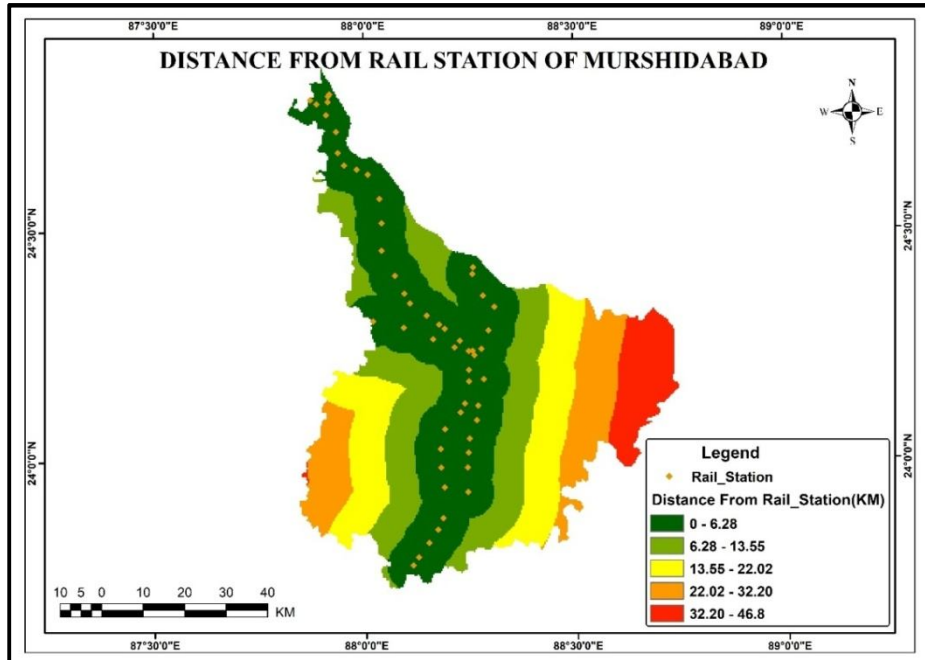 87°30'0"E 88°0'0"E 88°30'0"E 89°0'0"E
DISTANCE FROM RAIL STATION OF MURSHIDABAD
N
W E
S
24°30'0"N 24°30'0"N
24°0'0"N 24°0'0"N
Legend
Rail_Station
Distance From Rail_Station(KM)
0 - 6.28
6.28 - 13.55
13.55 - 22.02
22.02 - 32.20
32.20 - 46.8
10 5 0 10 20 30 40
KM
87°30'0"E 88°0'0"E 88°30'0"E 89°0'0"E